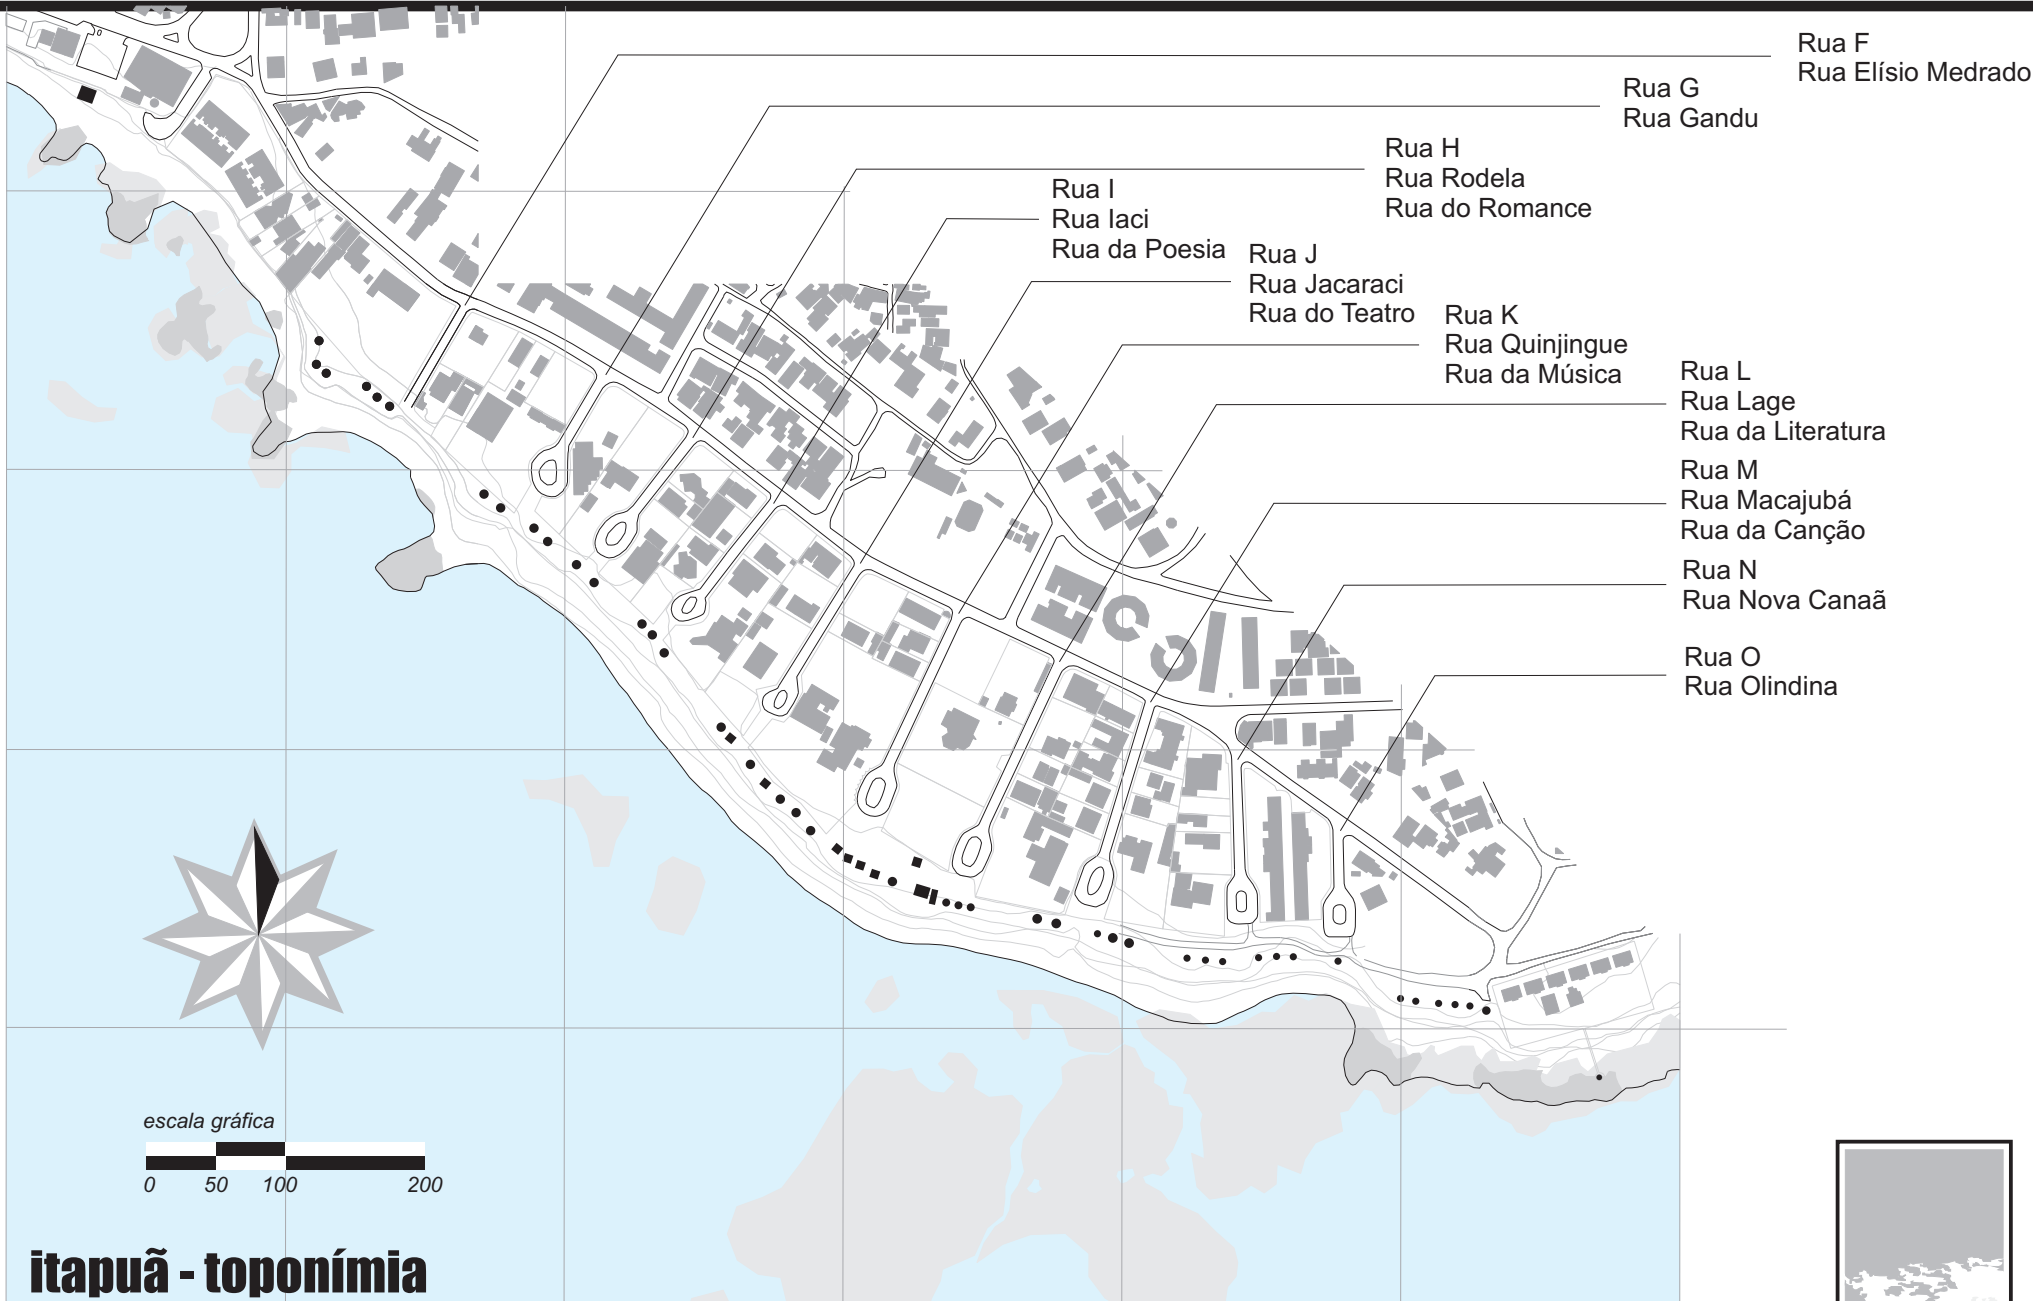 Rua F
Rua Elísio Medrado
Rua G
Rua Gandu
Rua H
Rua Rodela
Rua do Romance
Rua I
Rua Iaci
Rua da Poesia
Rua J
Rua Jacaraci
Rua do Teatro
Rua K
Rua Quinjingue
Rua da Música
Rua L
Rua Lage
Rua da Literatura
Rua M
Rua Macajubá
Rua da Canção
Rua N
Rua Nova Canaã
Rua O
Rua Olindina
escala gráfica
0 50 100 200
itapuã - toponímia